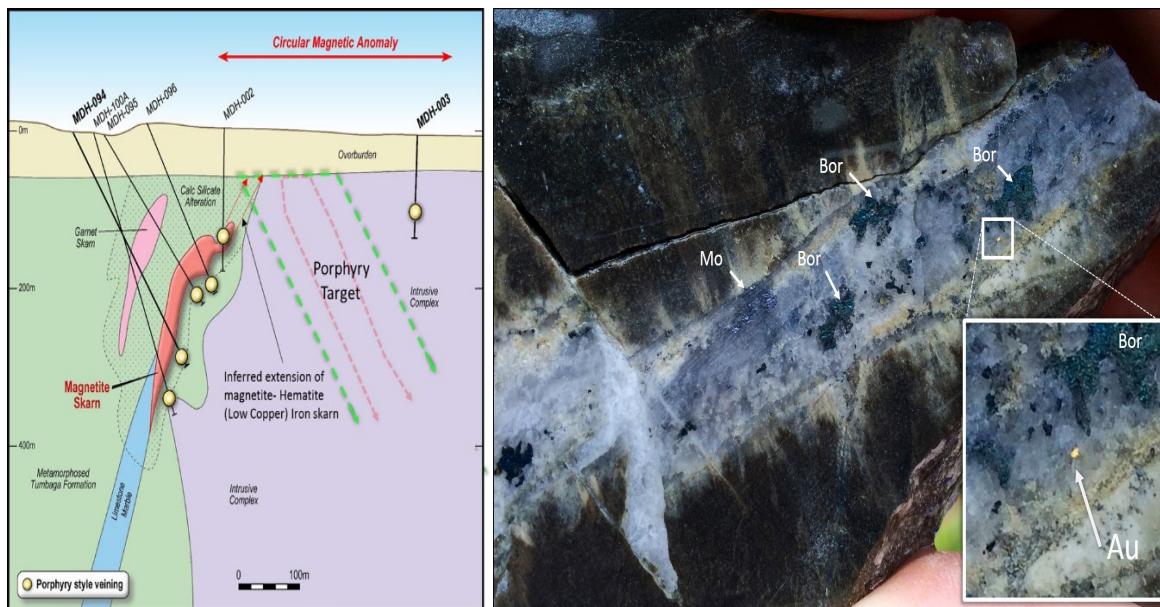 Circular Magnetic Anomaly
MDH-094
MDH-100A
MDH-095
MDH-096
MDH-002
MDH-003
0m
Overburden
Calc Silicate
Alteration
Garnet
Skarn
Porphyry
Target
Intrusive
Complex
200m
Magnetite
Skarn
Inferred extension of
magnetite- Hematite
(Low Copper) Iron skarn
400m
Metamorphosed
Tumbaga Formation
Limestone
Marble
Intrusive
Complex
Porphyry style veining
0 100m
Bor
Bor
Mo
Bor
Bor
Au